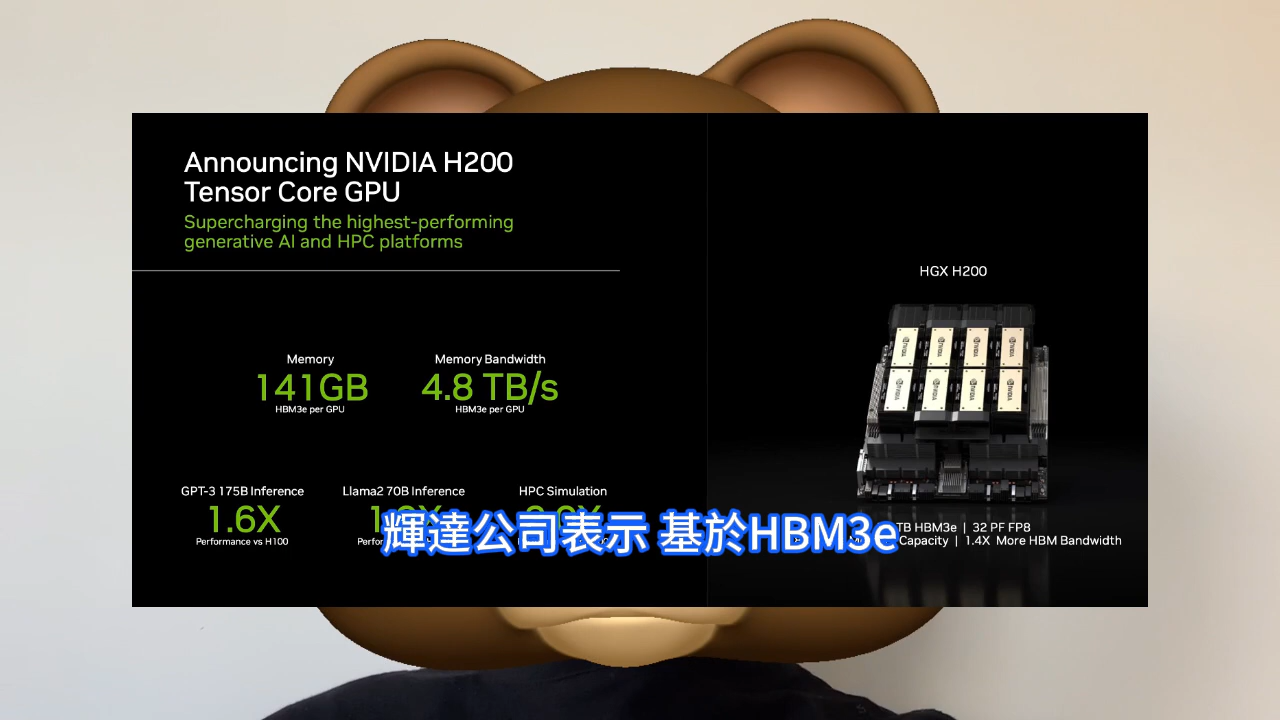 Announcing NVIDIA H200
Tensor Core GPU
Supercharging the highest-performing
generative AI and HPC platforms
HGX H200
Memory
141GB
HBM3e per GPU
Memory Bandwidth
4.8 TB/s
HBM3e per GPU
GPT-3 175B Inference
1.6X
Performance vs H100
Llama2 70B Inference
HPC Simulation
TB HBM3e | 32 PF FP8
Capacity | 1.4X More HBM Bandwidth
輝達公司表示 基於HBM3e